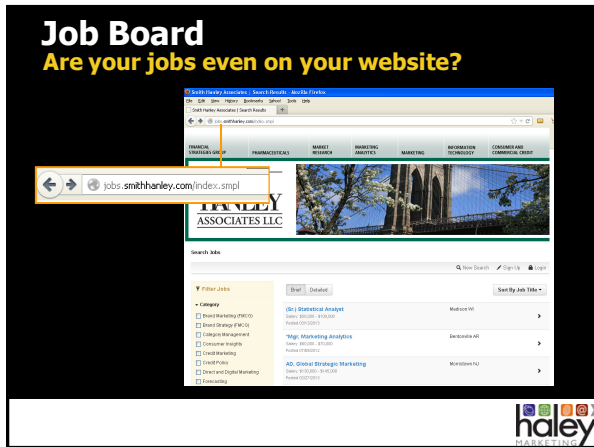 Job Board
Are your jobs even on your website?
Smith Hanley Associates | Search Results - Mozilla Firefox
File Edit View History Bookmarks Yahoo! Tools Help
Smith Hanley Associates | Search Results
jobs.smithhanley.com/index.smpl
FINANCIAL STRATEGIES GROUP
PHARMACEUTICALS
MARKET RESEARCH
MARKETING ANALYTICS
MARKETING
INFORMATION TECHNOLOGY
CONSUMER AND COMMERCIAL CREDIT
jobs.smithhanley.com/index.smpl
HANLEY
ASSOCIATES LLC
Search Jobs
New Search Sign Up Login
Filter Jobs
Brief Detailed
Sort By Job Title
Category
Brand Marketing (FMCG)
Brand Strategy (FMCG)
Category Management
Consumer Insights
Credit Marketing
Credit Policy
Direct and Digital Marketing
Forecasting
(Sr.) Statistical Analyst
Madison WI
*Mgr, Marketing Analytics
Bentonville AR
AD, Global Strategic Marketing
Morristown NJ
haley
MARKETING